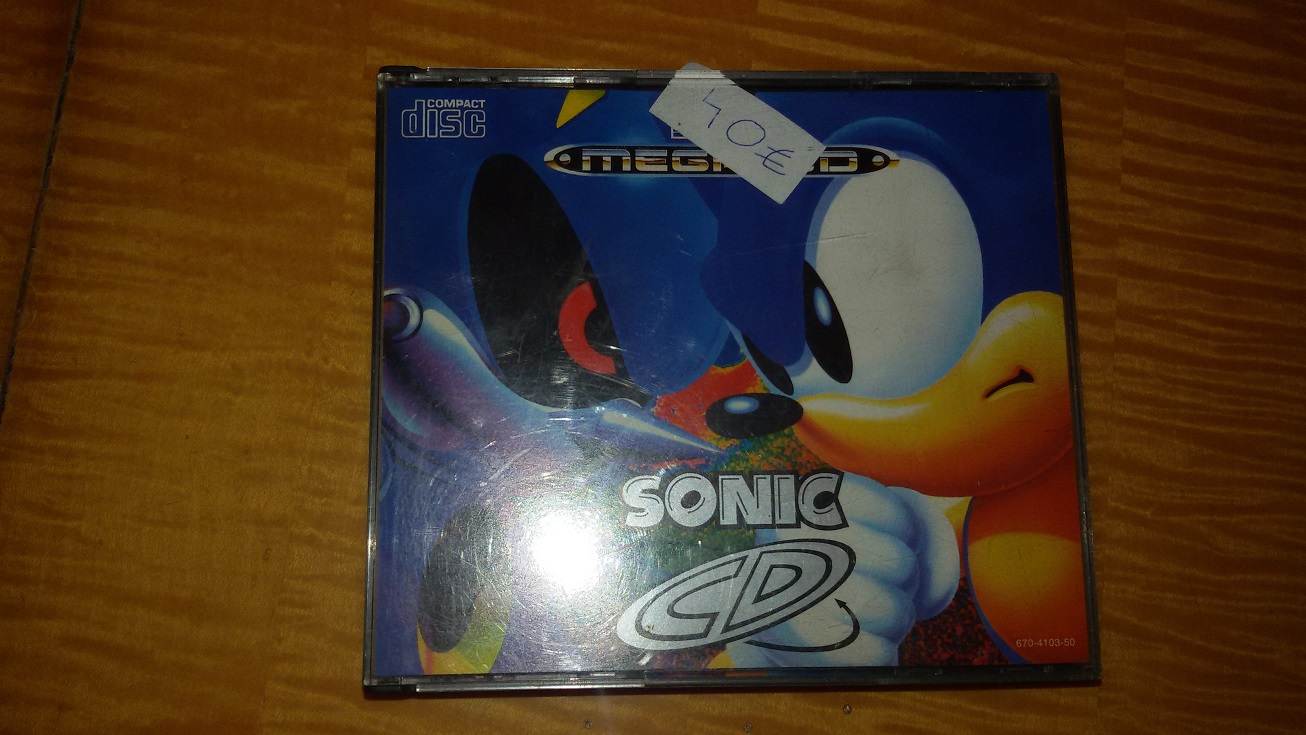 COMPACT
disc
40€
SONIC
CD
670-4103-50